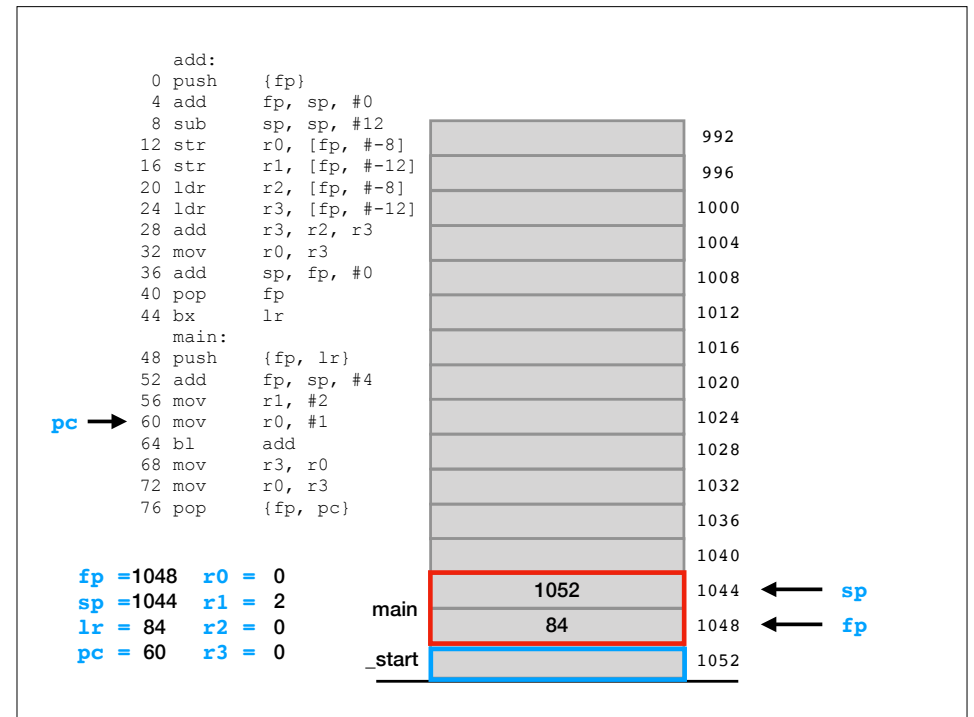 add:
0 push {fp}
4 add fp, sp, #0
8 sub sp, sp, #12
12 str r0, [fp, #-8]
16 str r1, [fp, #-12]
20 ldr r2, [fp, #-8]
24 ldr r3, [fp, #-12]
28 add r3, r2, r3
32 mov r0, r3
36 add sp, fp, #0
40 pop fp
44 bx lr
main:
48 push {fp, lr}
52 add fp, sp, #4
56 mov r1, #2
pc 60 mov r0, #1
64 bl add
68 mov r3, r0
72 mov r0, r3
76 pop {fp, pc}
fp =1048 r0 = 0
sp =1044 r1 = 2
lr = 84 r2 = 0
pc = 60 r3 = 0
992
996
1000
1004
1008
1012
1016
1020
1024
1028
1032
1036
1040
1052 1044 sp
main
84 1048 fp
_start 1052